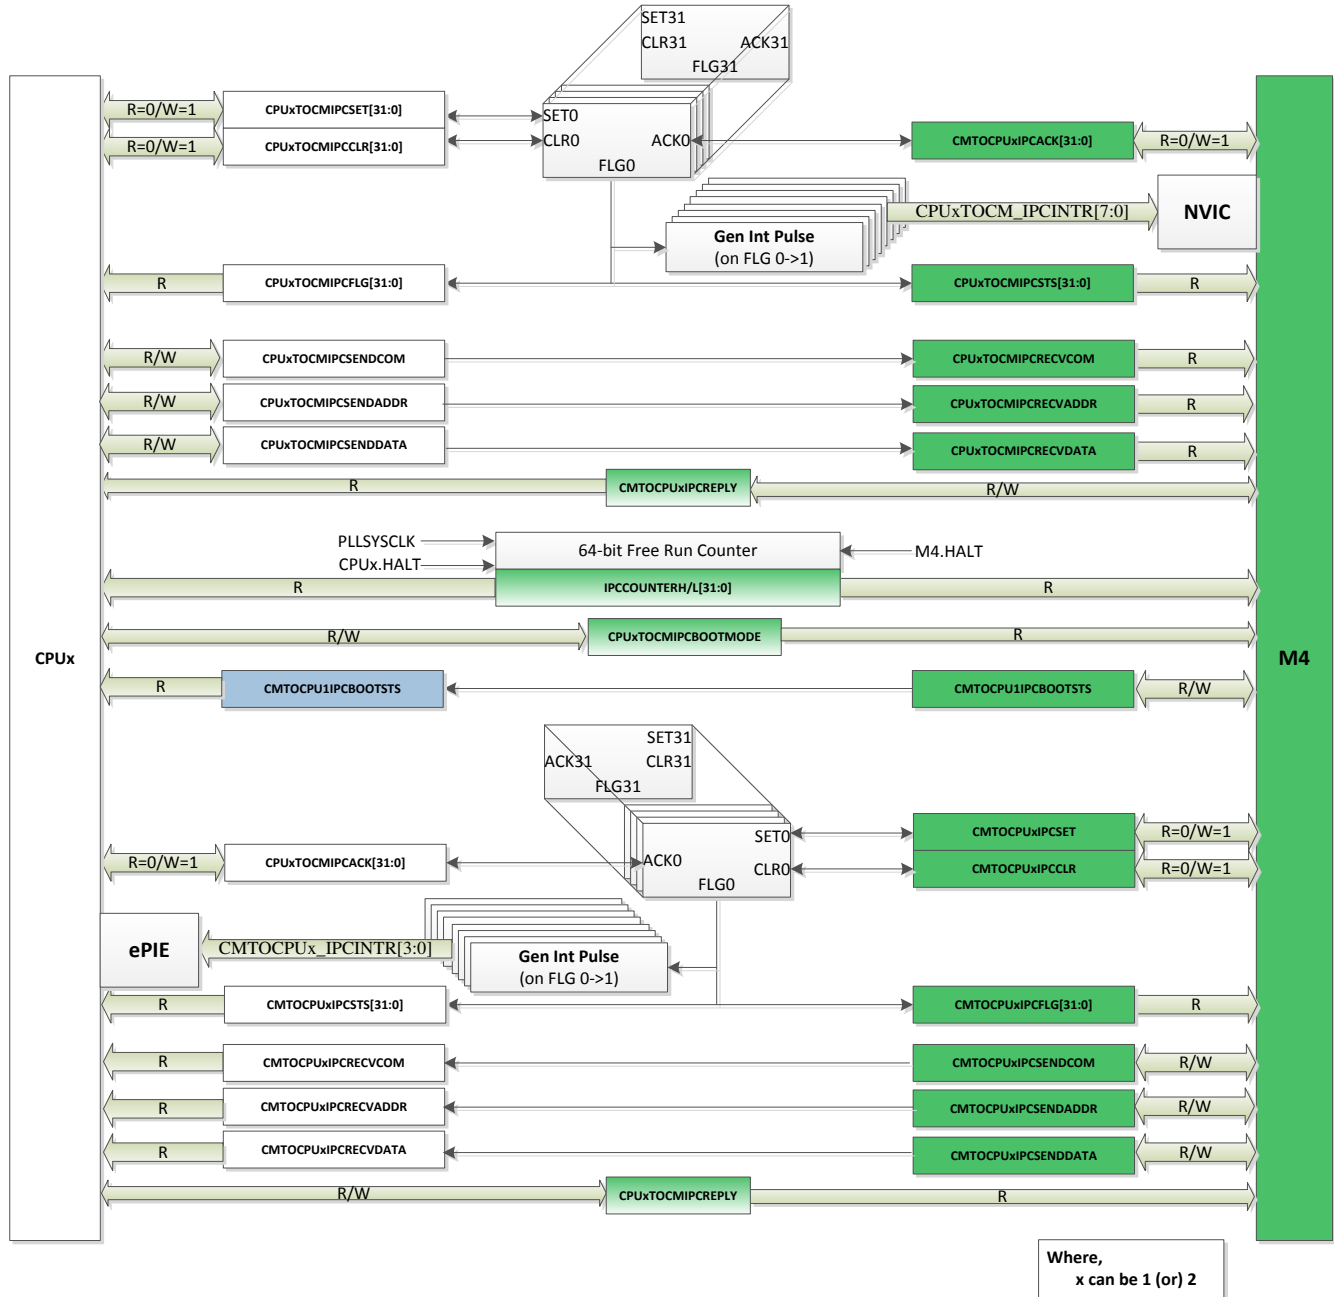 SET31
CLR31
ACK31
FLG31
R=0/W=1
CPUxTOCMIPCSET[31:0]
SET0
R=0/W=1
CPUxTOCMIPCCLR[31:0]
CLR0
ACK0
FLG0
CMTOCPUxIPCACK[31:0]
R=0/W=1
CPUxTOCM_IPCINTR[7:0]
NVIC
Gen Int Pulse
(on FLG 0->1)
R
CPUxTOCMIPCFLG[31:0]
CPUxTOCMIPCSTS[31:0]
R
R/W
CPUxTOCMIPCSENDCOM
CPUxTOCMIPCRECVCOM
R
R/W
CPUxTOCMIPCSENDADDR
CPUxTOCMIPCRECVADDR
R
R/W
CPUxTOCMIPCSENDDATA
CPUxTOCMIPCRECVDATA
R
R
CMTOCPUxIPCREPLY
R/W
PLLSYSCLK
64-bit Free Run Counter
M4.HALT
CPUx.HALT
R
IPCCOUNTERH/L[31:0]
R
R/W
CPUxTOCMIPCBOOTMODE
R
CPUx
M4
R
CMTOCPU1IPCBOOTSTS
CMTOCPU1IPCBOOTSTS
R/W
SET31
ACK31
CLR31
FLG31
SET0
CMTOCPUxIPCSET
R=0/W=1
R=0/W=1
CPUxTOCMIPCACK[31:0]
ACK0
CLR0
FLG0
CMTOCPUxIPCCLR
R=0/W=1
ePIE
CMTOCPUx_IPCINTR[3:0]
Gen Int Pulse
(on FLG 0->1)
R
CMTOCPUxIPCSTS[31:0]
CMTOCPUxIPCFLG[31:0]
R
R
CMTOCPUxIPCRECVCOM
CMTOCPUxIPCSENDCOM
R/W
R
CMTOCPUxIPCRECVADDR
CMTOCPUxIPCSENDADDR
R/W
R
CMTOCPUxIPCRECVDATA
CMTOCPUxIPCSENDDATA
R/W
R/W
CPUxTOCMIPCREPLY
R
Where,
x can be 1 (or) 2